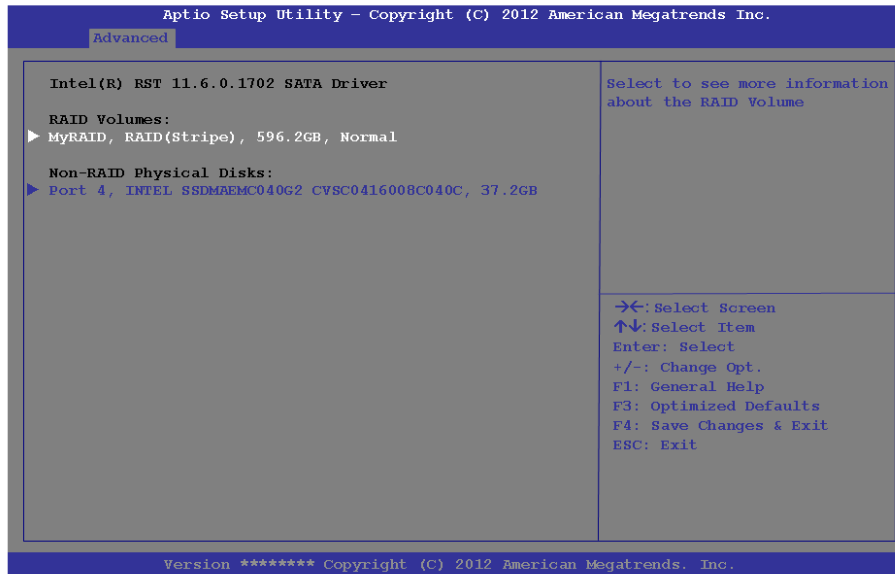 Aptio Setup Utility – Copyright (C) 2012 American Megatrends Inc.
Advanced
Intel(R) RST 11.6.0.1702 SATA Driver
RAID Volumes:
▶ MyRAID, RAID(Stripe), 596.2GB, Normal
Non-RAID Physical Disks:
▶ Port 4, INTEL SSDMAEMC040G2 CVSC0416008C040C, 37.2GB
Select to see more information
about the RAID Volume
→←: Select Screen
↑↓: Select Item
Enter: Select
+/-: Change Opt.
F1: General Help
F3: Optimized Defaults
F4: Save Changes & Exit
ESC: Exit
Version ******** Copyright (C) 2012 American Megatrends. Inc.